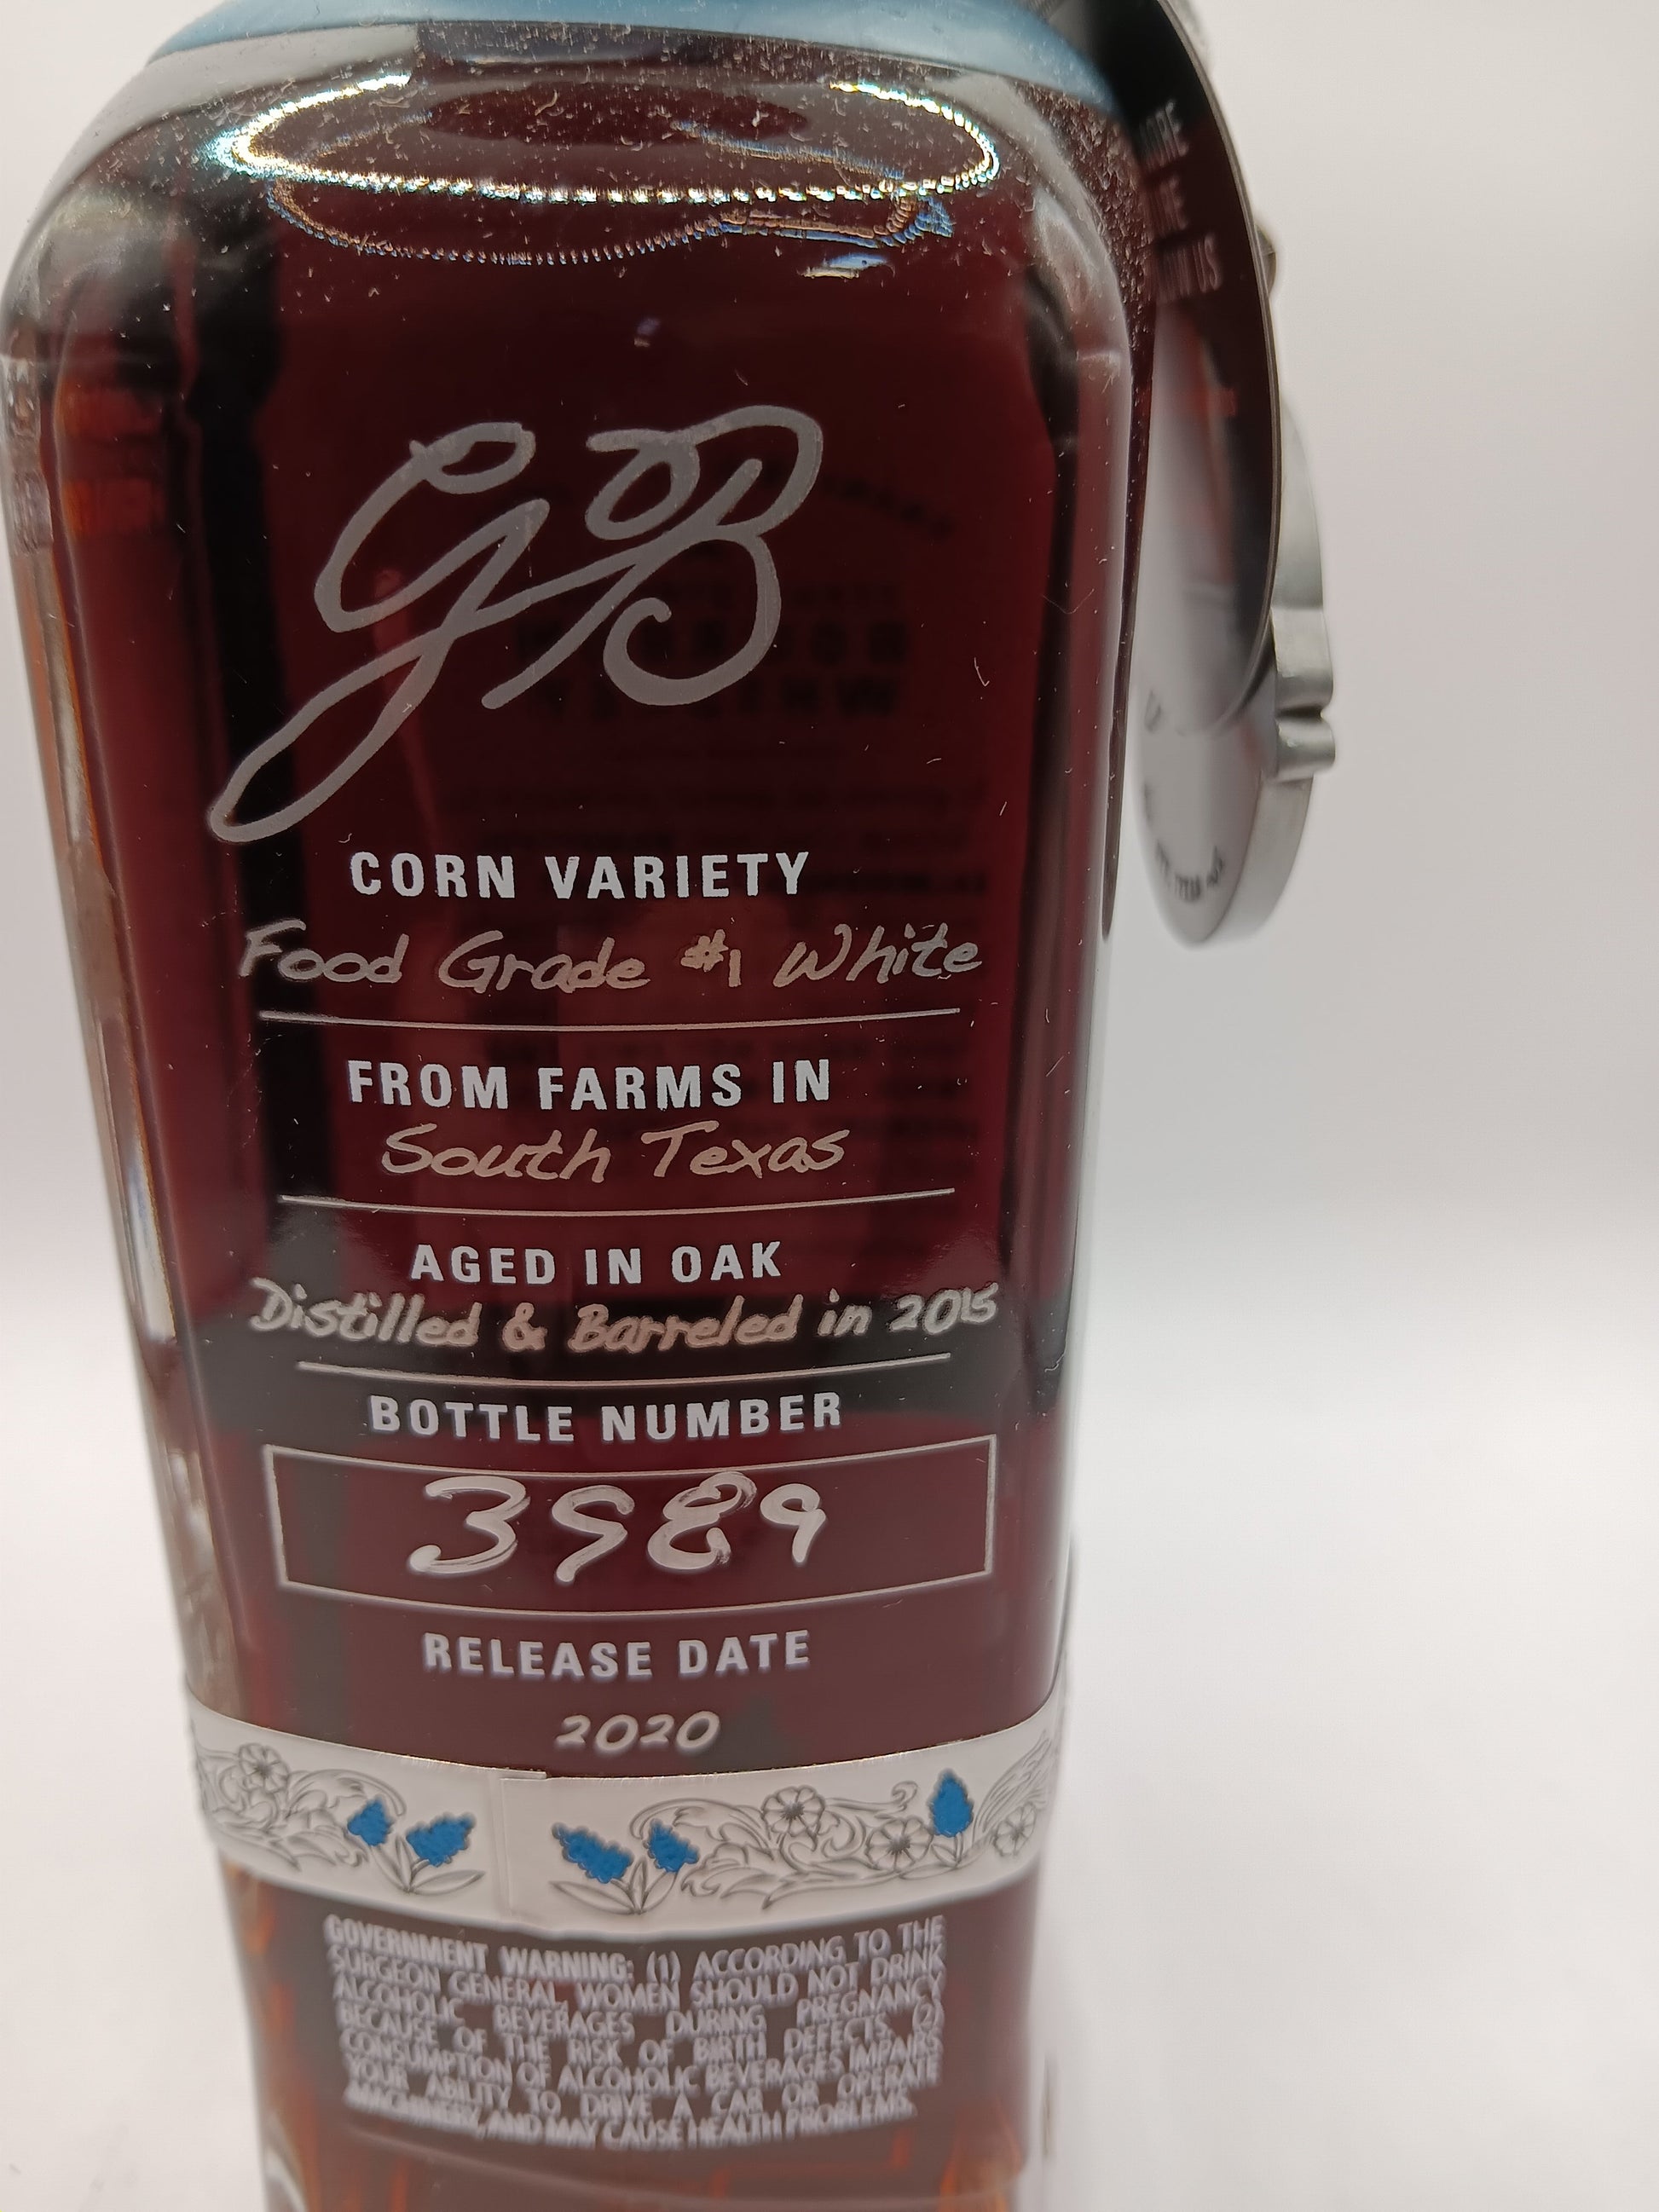 GB
CORN VARIETY
Food Grade #1 White
FROM FARMS IN
South Texas
AGED IN OAK
Distilled & Barreled in 2015
BOTTLE NUMBER
3989
RELEASE DATE
2020
GOVERNMENT WARNING: (1) ACCORDING TO THE
SURGEON GENERAL, WOMEN SHOULD NOT DRINK
ALCOHOLIC BEVERAGES DURING PREGNANCY
BECAUSE OF THE RISK OF BIRTH DEFECTS. (2)
CONSUMPTION OF ALCOHOLIC BEVERAGES IMPAIRS
YOUR ABILITY TO DRIVE A CAR OR OPERATE
MACHINERY, AND MAY CAUSE HEALTH PROBLEMS.